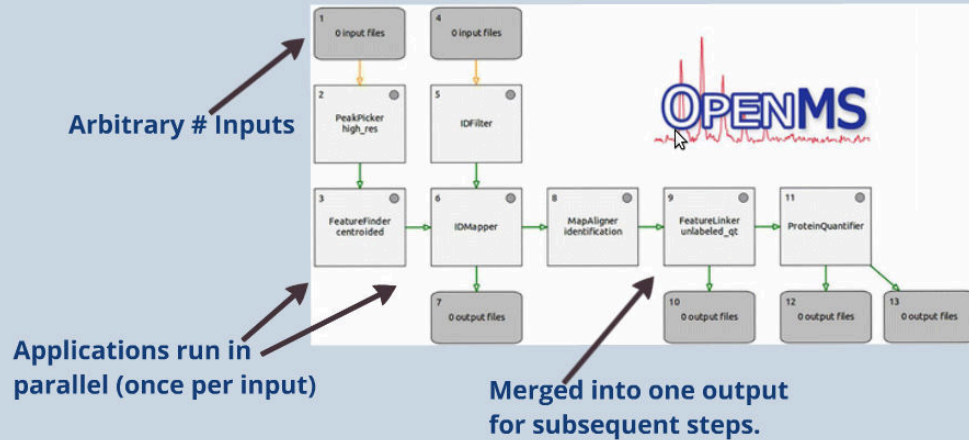 1
0 input files
4
0 input files
Arbitrary # Inputs
2
PeakPicker
high_res
5
IDFilter
OPENMS
3
FeatureFinder
centroided
6
IDMapper
8
MapAligner
identification
9
FeatureLinker
unlabeled_qt
11
ProteinQuantifier
7
0 output files
10
0 output files
12
0 output files
13
0 output files
Applications run in
parallel (once per input)
Merged into one output
for subsequent steps.